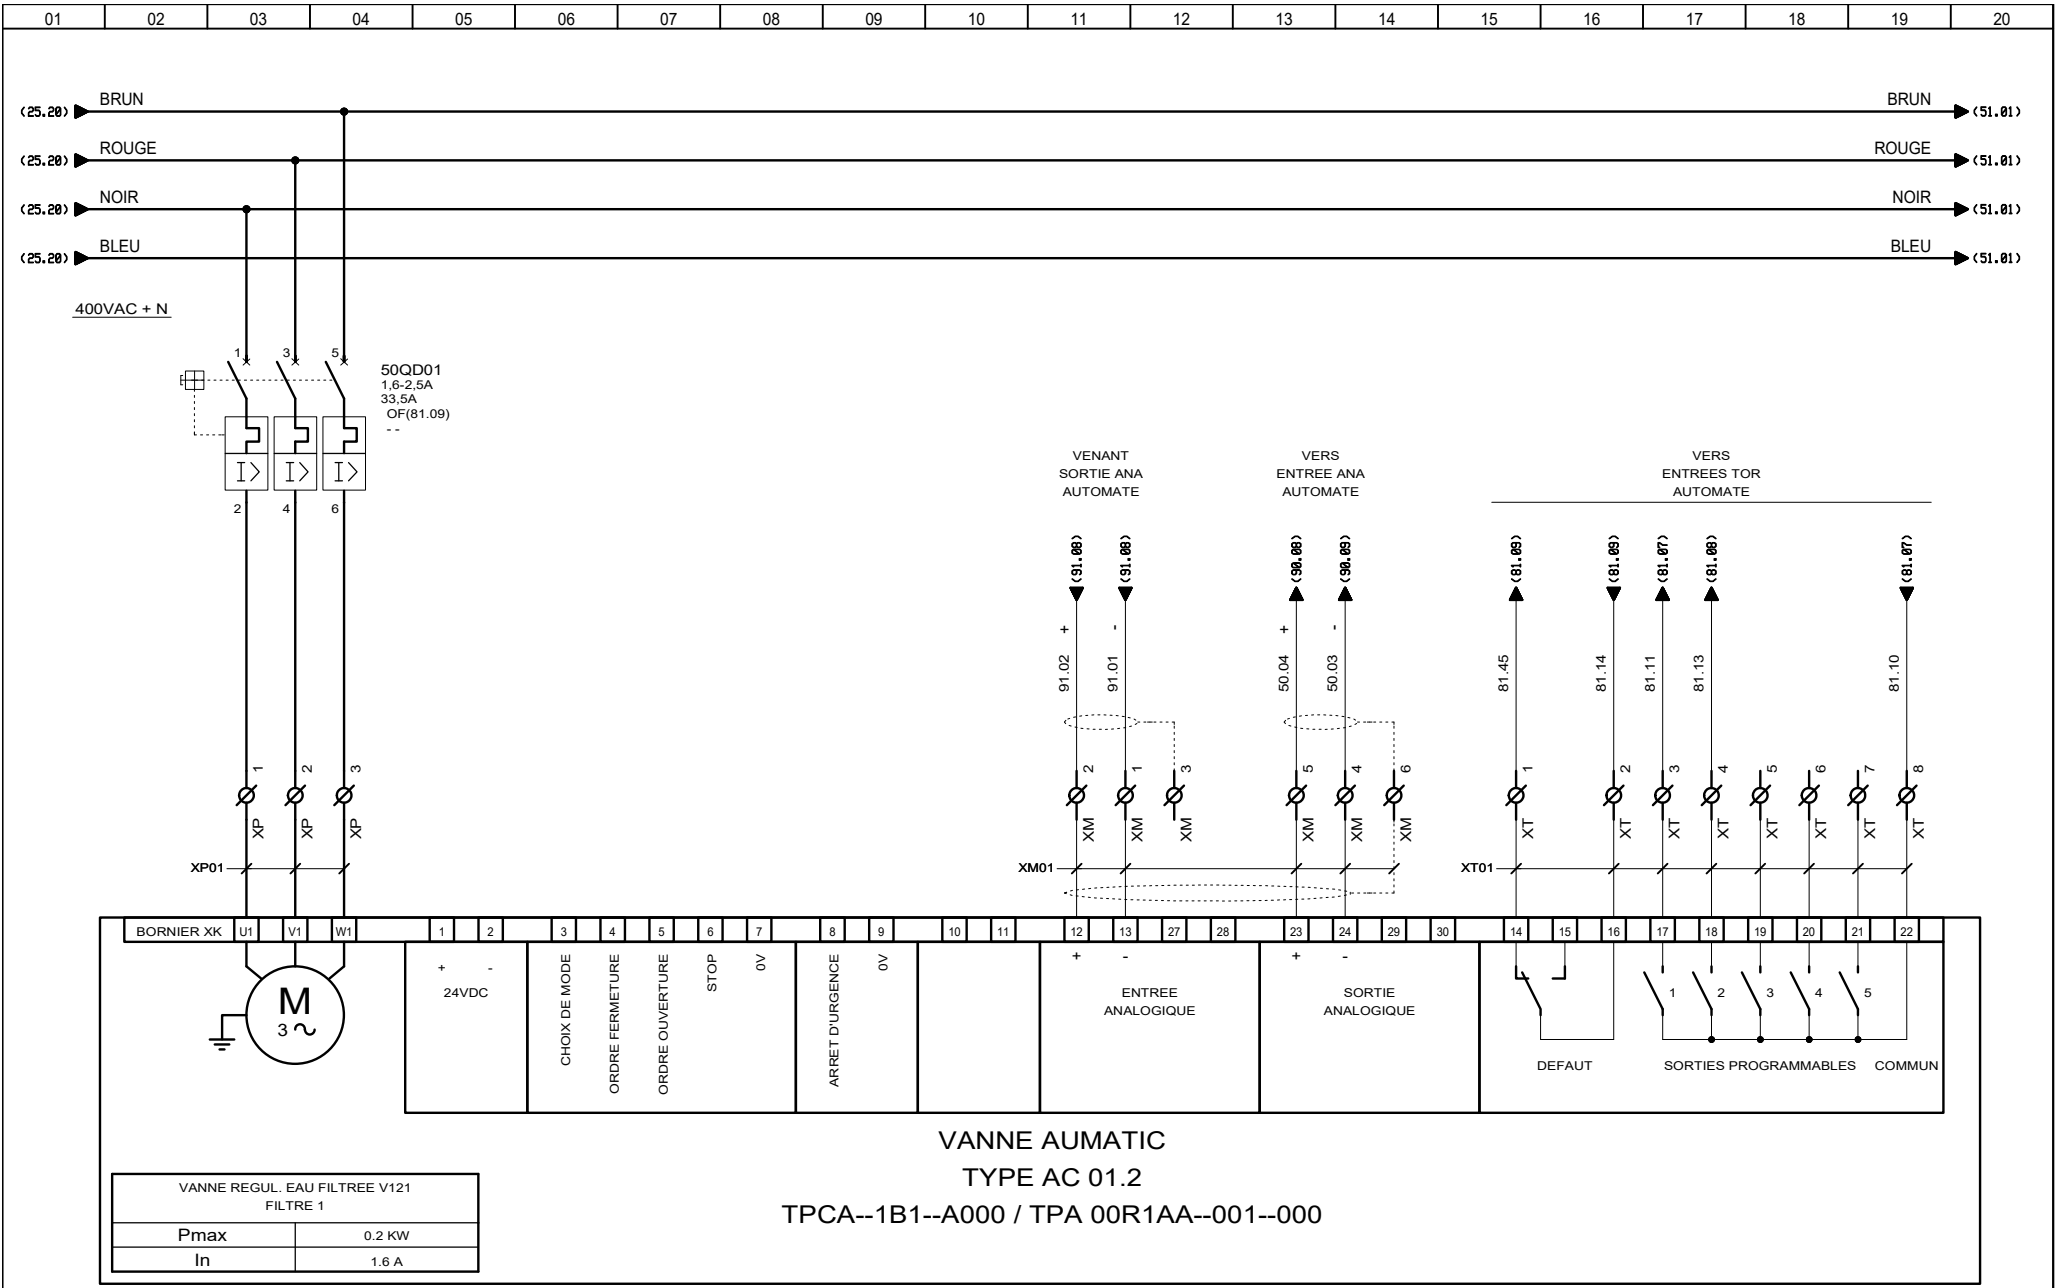 01 02 03 04 05 06 07 08 09 10 11 12 13 14 15 16 17 18 19 20
(25.20) BRUN BRUN (51.01)
(25.20) ROUGE ROUGE (51.01)
(25.20) NOIR NOIR (51.01)
(25.20) BLEU BLEU (51.01)
400VAC + N
1 3 5
50QD01
1,6-2,5A
33,5A
OF(81.09)
--
I> I> I>
2 4 6
VENANT
SORTIE ANA
AUTOMATE
VERS
ENTREE ANA
AUTOMATE
VERS
ENTREES TOR
AUTOMATE
(91.08) (91.08) (90.08) (90.09) (81.09) (81.09) (81.07) (81.08) (81.07)
+ - + -
91.02 91.01 50.04 50.03 81.45 81.14 81.11 81.13 81.10
1 2 3 2 1 3 5 4 6 1 2 3 4 5 6 7 8
XP XP XP XM XM XM XM XM XM XT XT XT XT XT XT XT XT
XP01 XM01 XT01
BORNIER XK U1 V1 W1 1 2 3 4 5 6 7 8 9 10 11 12 13 27 28 23 24 29 30 14 15 16 17 18 19 20 21 22
M
3
+ -
24VDC
CHOIX DE MODE
ORDRE FERMETURE
ORDRE OUVERTURE
STOP
0V
ARRET D'URGENCE
0V
+ -
ENTREE
ANALOGIQUE
+ -
SORTIE
ANALOGIQUE
1 2 3 4 5
DEFAUT SORTIES PROGRAMMABLES COMMUN
VANNE AUMATIC
TYPE AC 01.2
TPCA--1B1--A000 / TPA 00R1AA--001--000
VANNE REGUL. EAU FILTREE V121
FILTRE 1
Pmax 0.2 KW
In 1.6 A